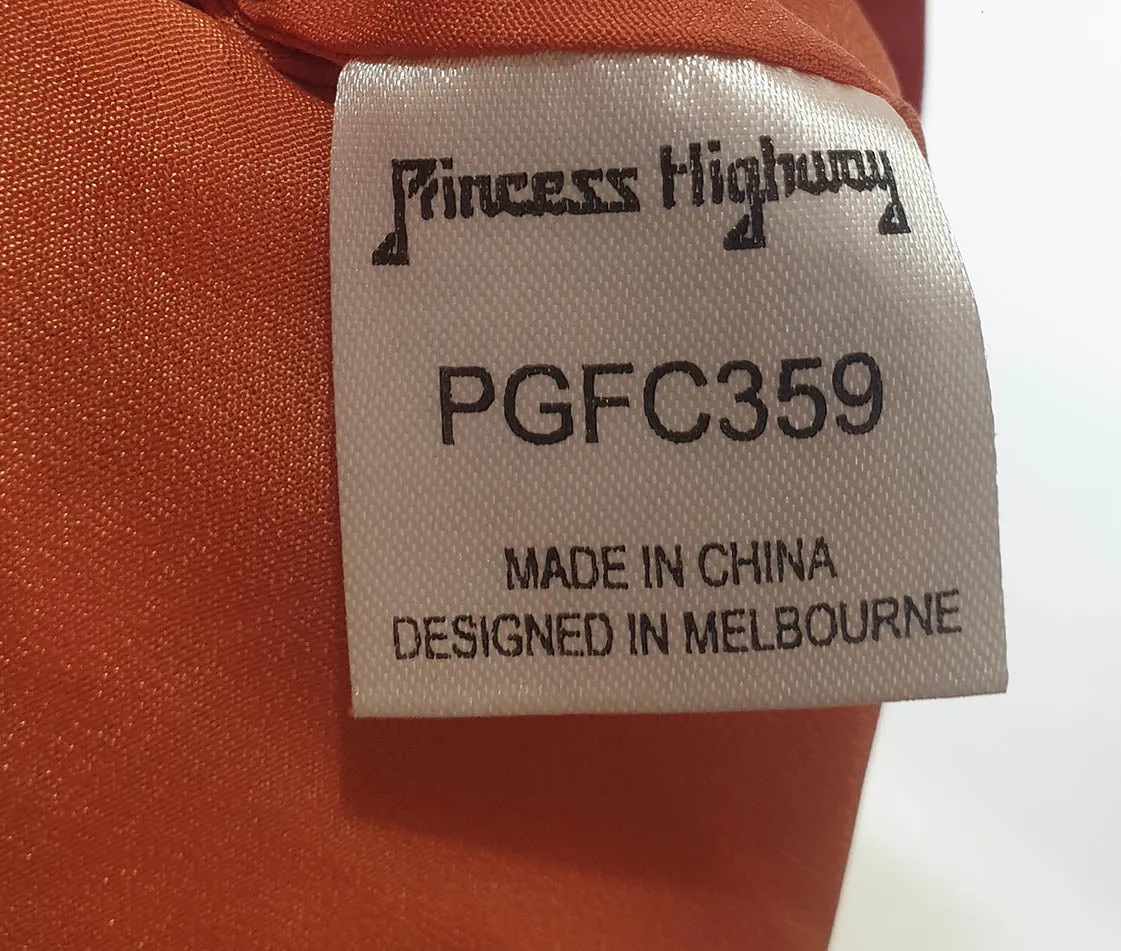 Princess Highway
PGFC359
MADE IN CHINA
DESIGNED IN MELBOURNE